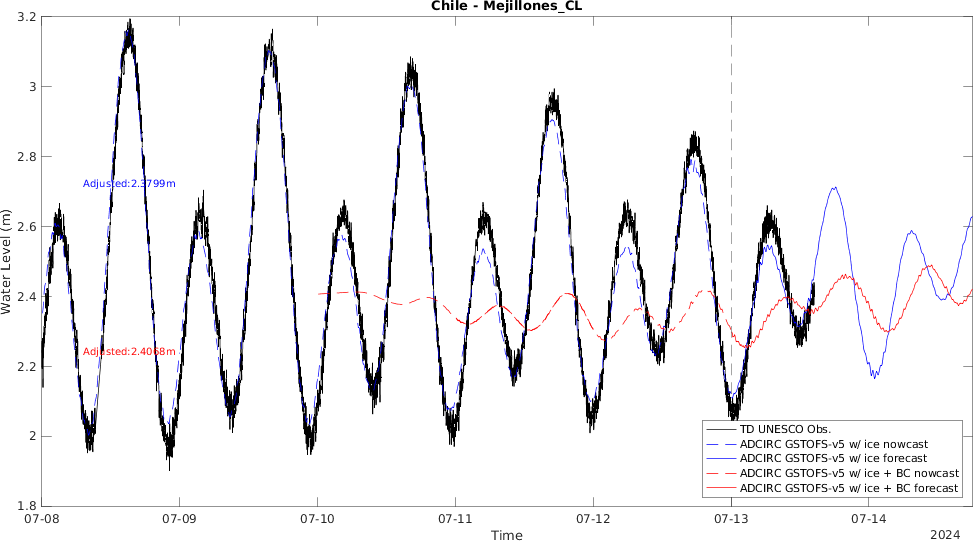 Chile - Mejillones_CL
3.2
3
2.8
2.6
2.4
2.2
2
1.8
Water Level (m)
Adjusted:2.3799m
Adjusted:2.4068m
TD UNESCO Obs.
ADCIRC GSTOFS-v5 w/ ice nowcast
ADCIRC GSTOFS-v5 w/ ice forecast
ADCIRC GSTOFS-v5 w/ ice + BC nowcast
ADCIRC GSTOFS-v5 w/ ice + BC forecast
07-08 07-09 07-10 07-11 07-12 07-13 07-14
Time
2024